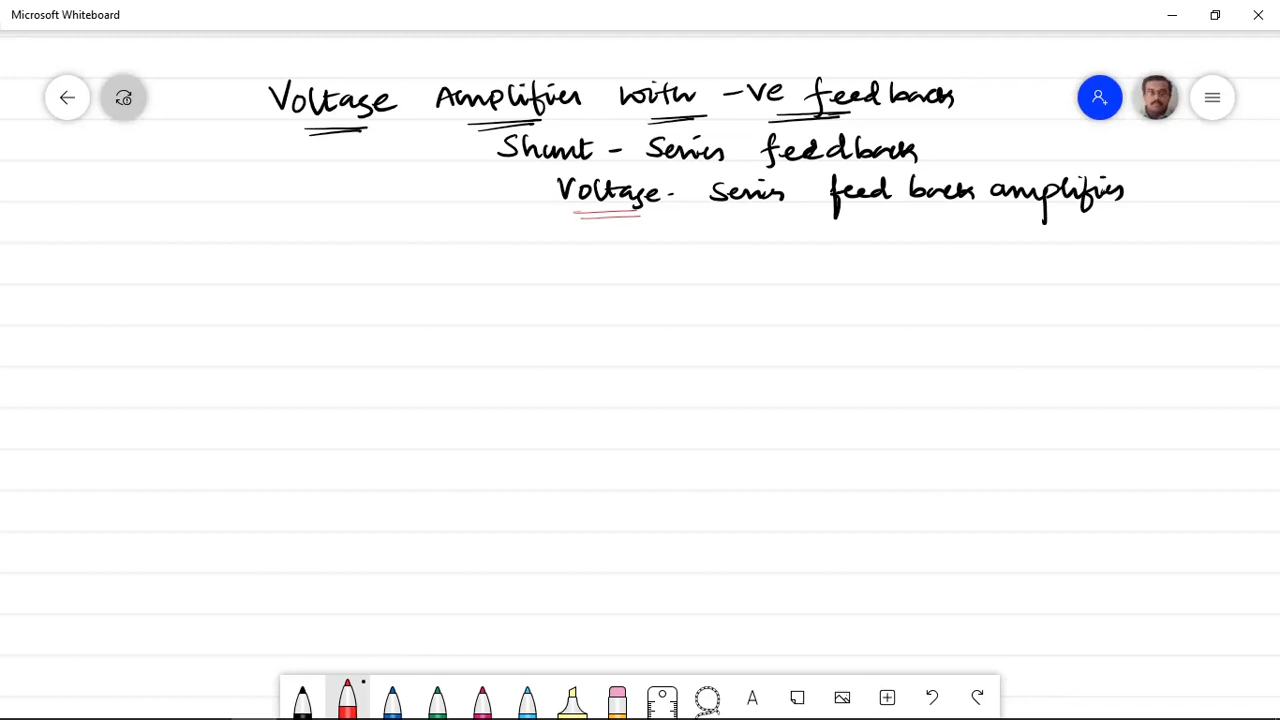 Microsoft Whiteboard
Voltage Amplifier with -ve feedback
Shunt - Series feedback
Voltage - Series feed back amplifier